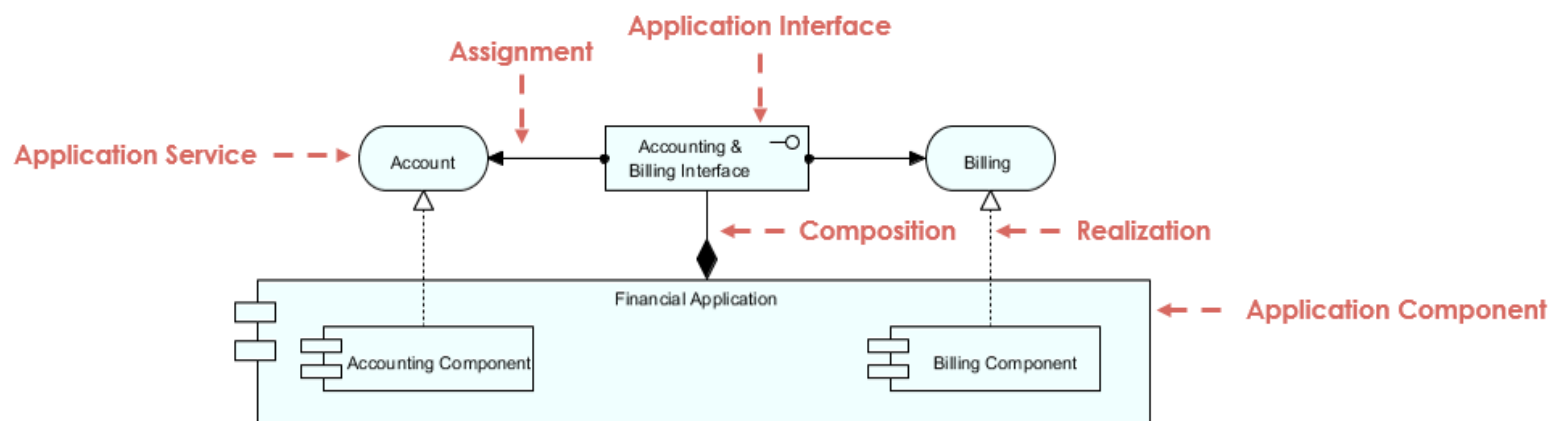 Application Interface
Assignment
Application Service
Account
Accounting &
Billing Interface
Billing
Composition
Realization
Financial Application
Application Component
Accounting Component
Billing Component